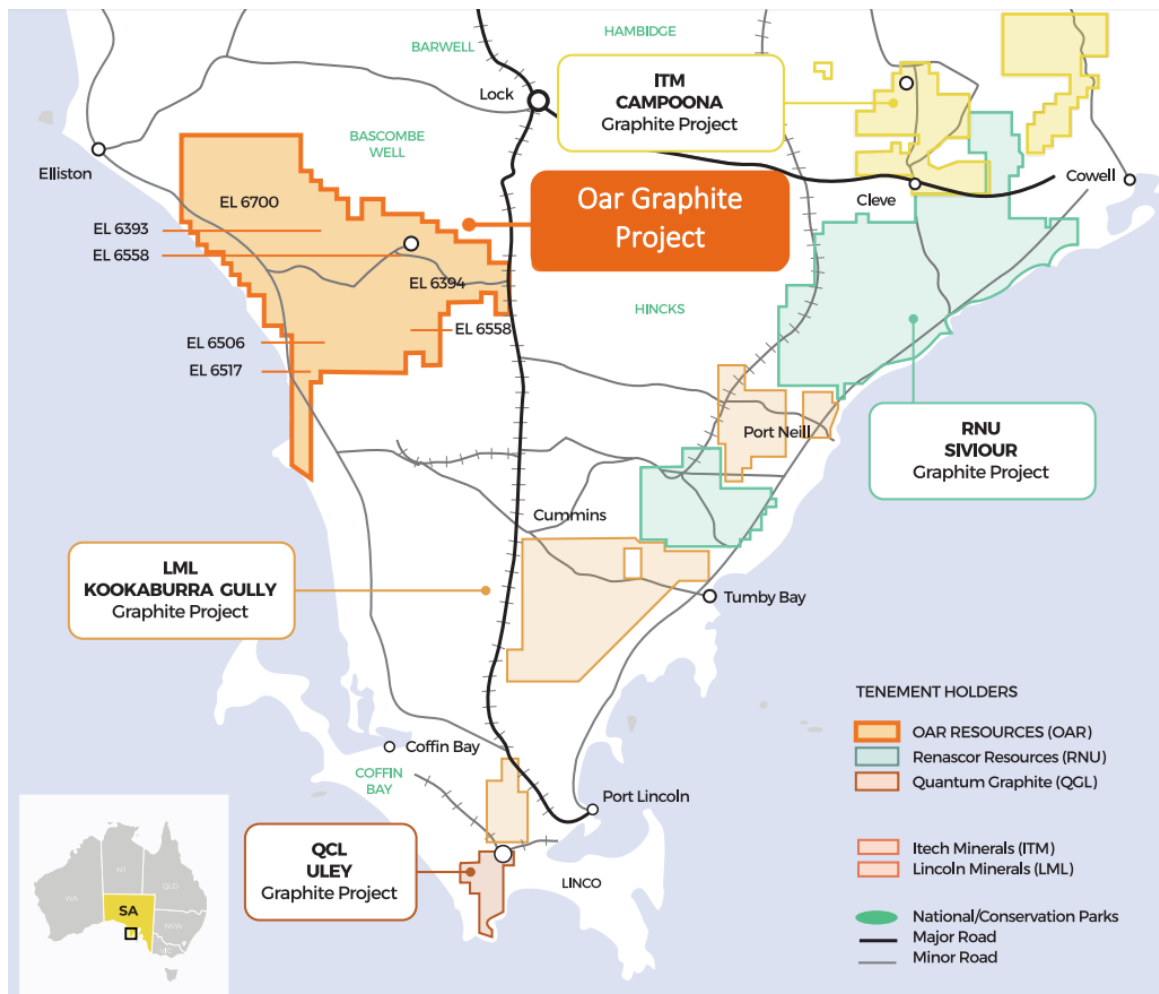 HAMBIDGE
BARWELL
ITM
CAMPOONA
Graphite Project
Lock
BASCOMBE
WELL
Elliston
Cowell
Cleve
Oar Graphite
Project
EL 6700
EL 6393
EL 6558
EL 6394
HINCKS
EL 6558
EL 6506
EL 6517
RNU
SIVIOUR
Graphite Project
Port Neill
Cummins
LML
KOOKABURRA GULLY
Graphite Project
Tumby Bay
Coffin Bay
COFFIN
BAY
Port Lincoln
QCL
ULEY
Graphite Project
LINCO
TENEMENT HOLDERS
OAR RESOURCES (OAR)
Renascor Resources (RNU)
Quantum Graphite (QGL)
Itech Minerals (ITM)
Lincoln Minerals (LML)
National/Conservation Parks
Major Road
Minor Road
WA
NT
QLD
SA
NSW
VIC